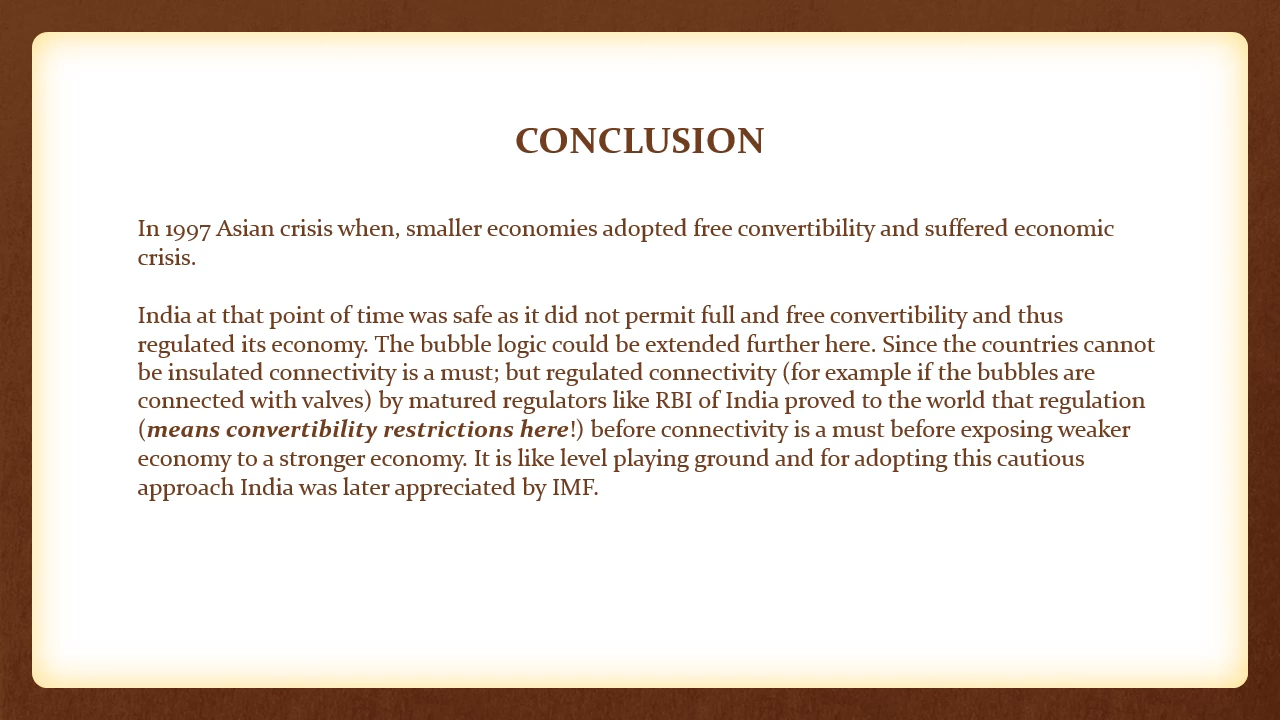 CONCLUSION
In 1997 Asian crisis when, smaller economies adopted free convertibility and suffered economic
crisis.
India at that point of time was safe as it did not permit full and free convertibility and thus
regulated its economy. The bubble logic could be extended further here. Since the countries cannot
be insulated connectivity is a must; but regulated connectivity (for example if the bubbles are
connected with valves) by matured regulators like RBI of India proved to the world that regulation
(means convertibility restrictions here!) before connectivity is a must before exposing weaker
economy to a stronger economy. It is like level playing ground and for adopting this cautious
approach India was later appreciated by IMF.